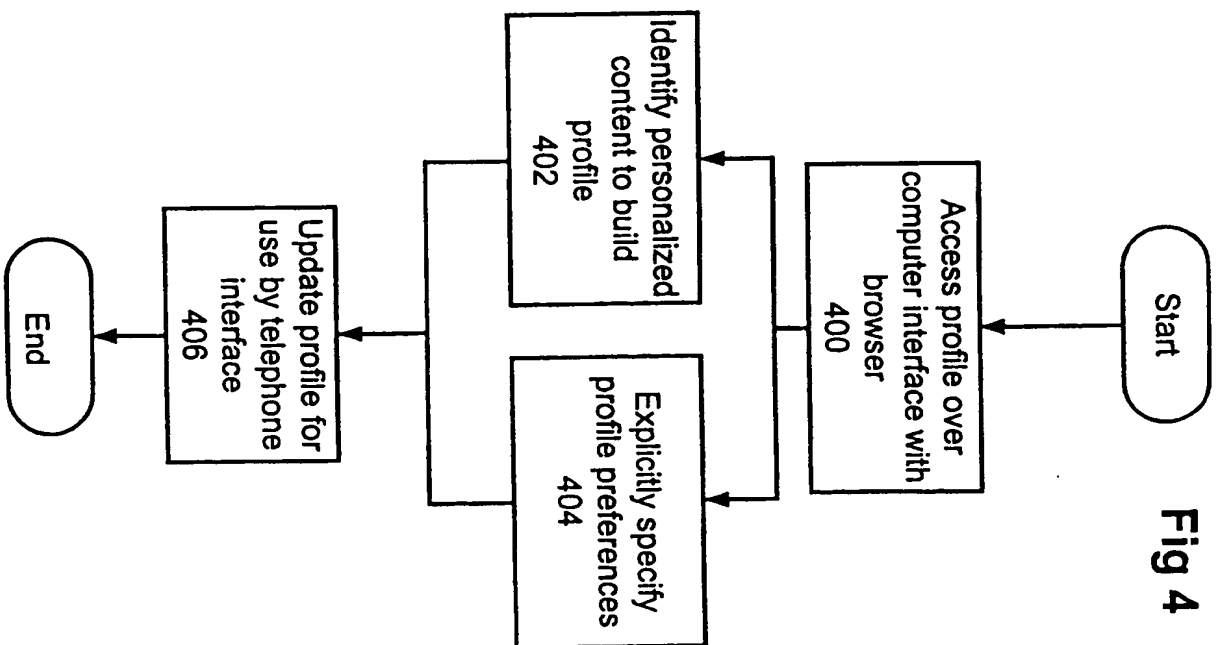 Fig 4
Start
Access profile over
computer interface with
browser
400
Identify personalized
content to build
profile
402
Explicitly specify
profile preferences
404
Update profile for
use by telephone
interface
406
End